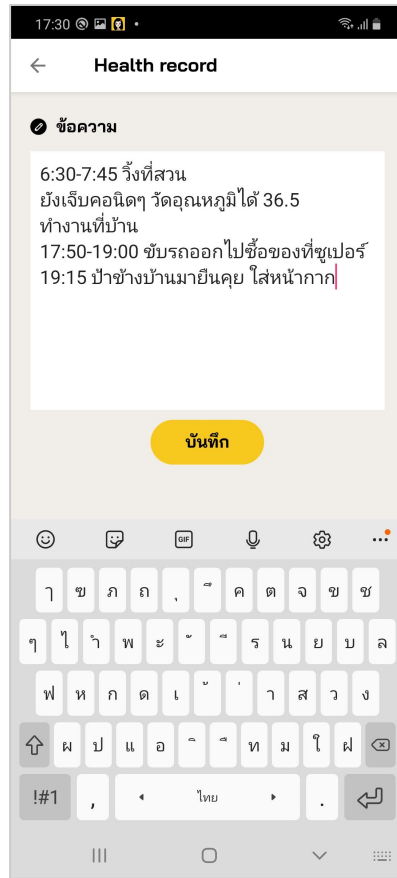 17:30
Health record
ข้อความ
6:30-7:45 วิ้งที่สวน
ยังเจ็บคอนิดๆ วัดอุณหภูมิได้ 36.5
ทำงานที่บ้าน
17:50-19:00 ขับรถออกไปซื้อของที่ซูเปอร์
19:15 ป้าข้างบ้านมายืนคุย ใส่หน้ากาก
บันทึก
GIF
ๅ ฃ ภ ถ ุ ึ ค ต จ ข ช
ๆ ไ ำ พ ะ ั ี ร น ย บ ล
ฟ ห ก ด เ ้ ่ า ส ว ง
ผ ป แ อ ิ ื ท ม ใ ฝ
!#1 , ไทย .